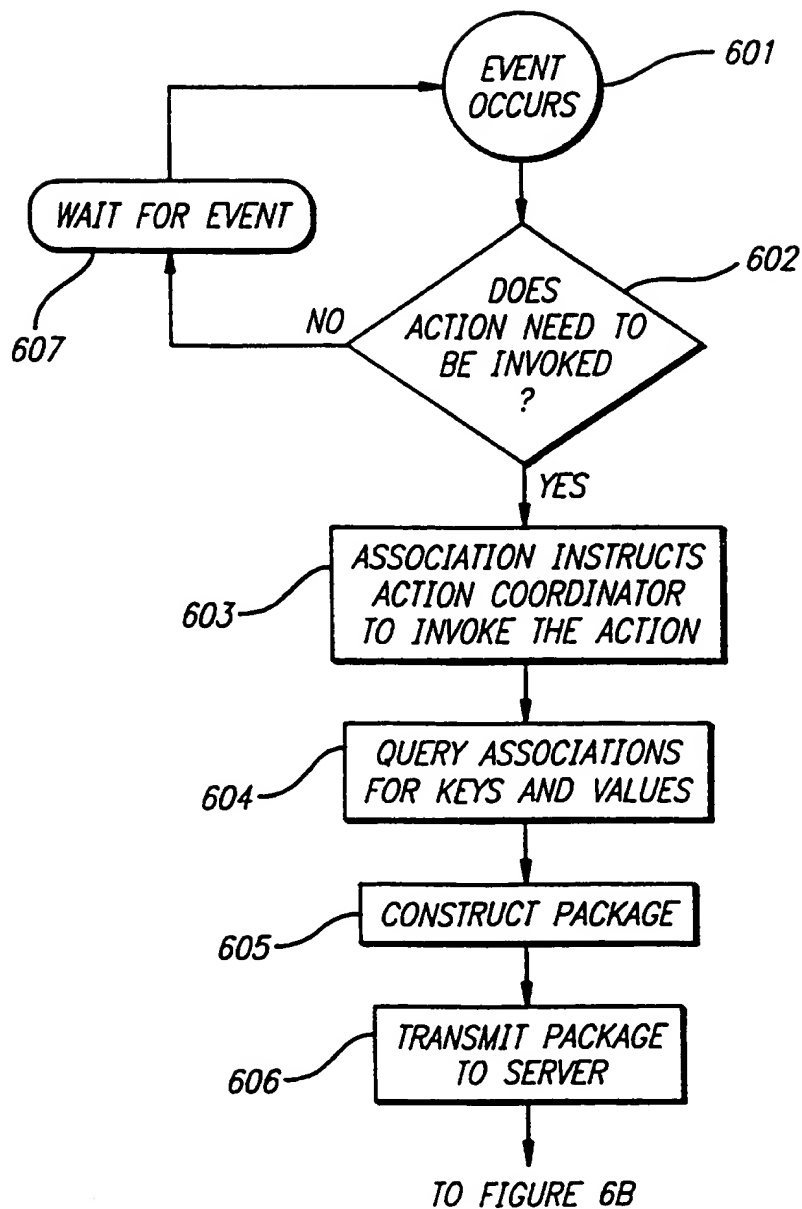 EVENT
OCCURS
601
WAIT FOR EVENT
607
DOES
ACTION NEED TO
BE INVOKED
?
602
NO
YES
ASSOCIATION INSTRUCTS
ACTION COORDINATOR
TO INVOKE THE ACTION
603
QUERY ASSOCIATIONS
FOR KEYS AND VALUES
604
CONSTRUCT PACKAGE
605
TRANSMIT PACKAGE
TO SERVER
606
TO FIGURE 6B